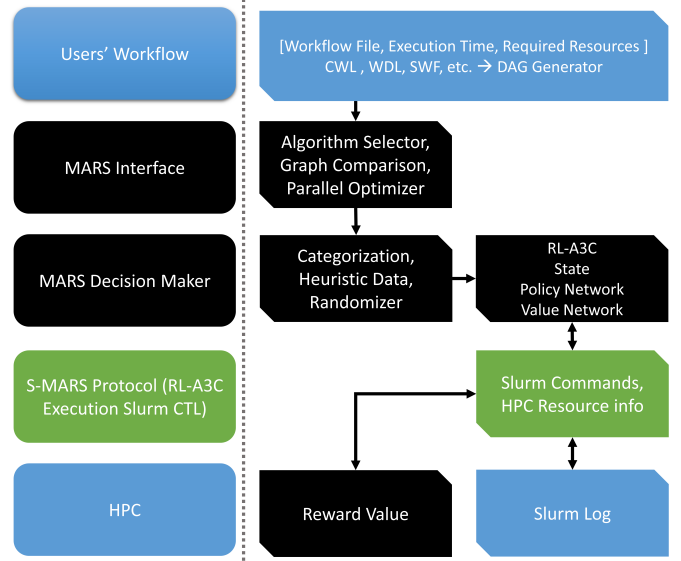 Users' Workflow
[Workflow File, Execution Time, Required Resources ]
CWL , WDL, SWF, etc. → DAG Generator
MARS Interface
Algorithm Selector,
Graph Comparison,
Parallel Optimizer
MARS Decision Maker
Categorization,
Heuristic Data,
Randomizer
RL-A3C
State
Policy Network
Value Network
S-MARS Protocol (RL-A3C
Execution Slurm CTL)
Slurm Commands,
HPC Resource info
HPC
Reward Value
Slurm Log